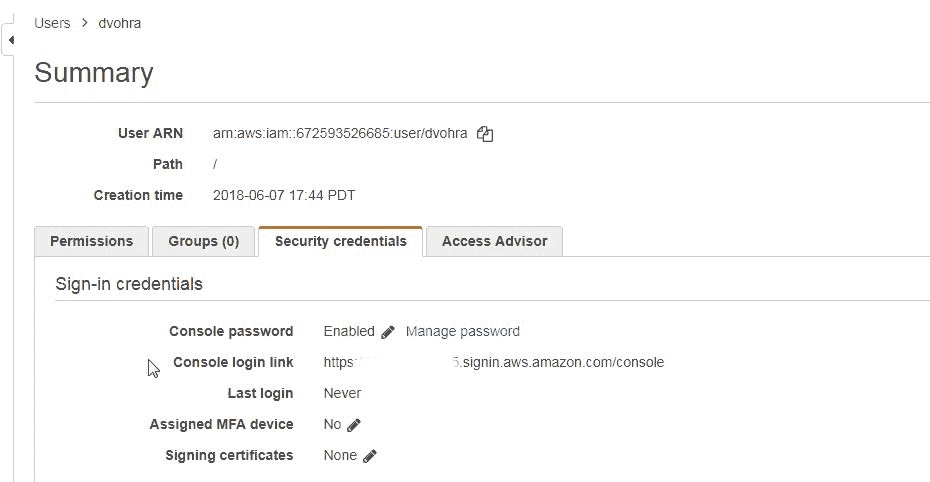 Users > dvohra
Summary
User ARN arn:aws:iam::672593526685:user/dvohra
Path /
Creation time 2018-06-07 17:44 PDT
Permissions Groups (0) Security credentials Access Advisor
Sign-in credentials
Console password Enabled Manage password
Console login link https: .signin.aws.amazon.com/console
Last login Never
Assigned MFA device No
Signing certificates None